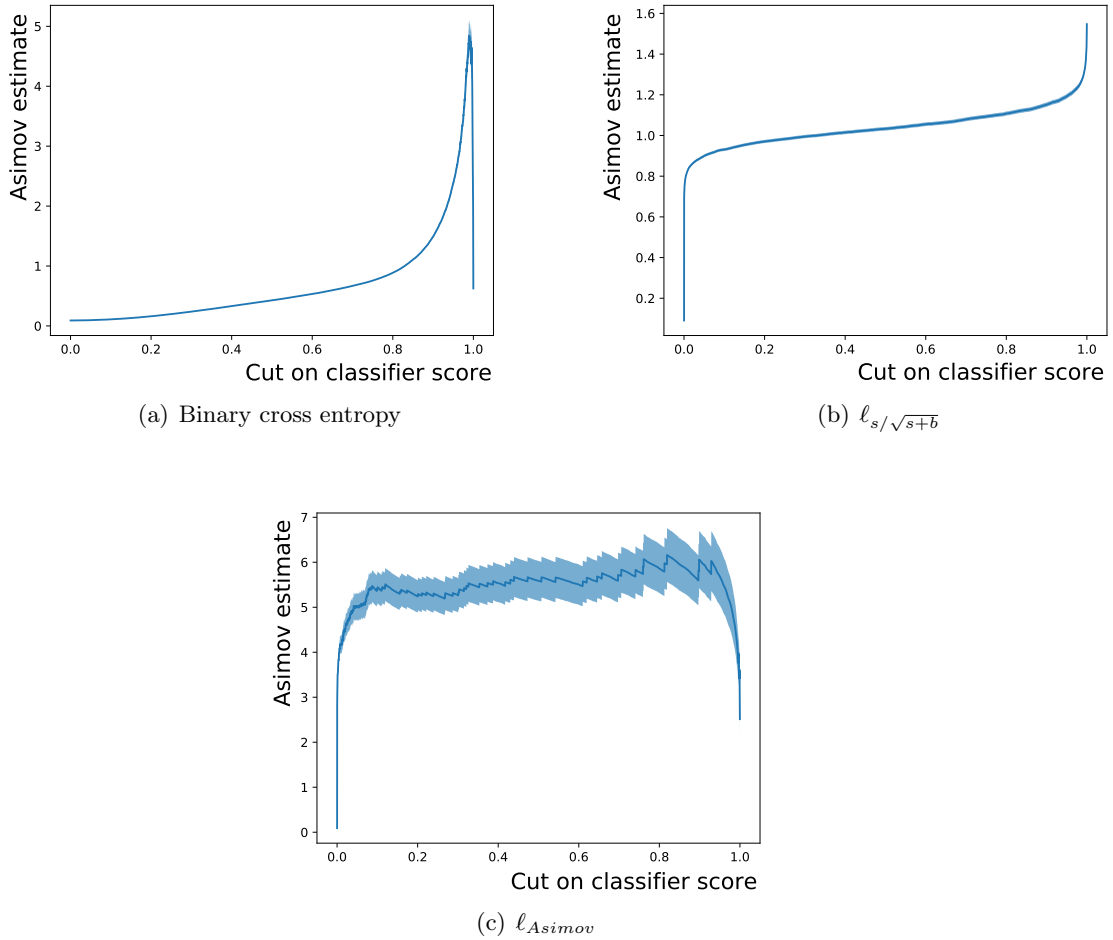 5
4
3
2
1
0
Asimov estimate
0.0 0.2 0.4 0.6 0.8 1.0
Cut on classifier score
(a) Binary cross entropy
1.6
1.4
1.2
1.0
0.8
0.6
0.4
0.2
Asimov estimate
0.0 0.2 0.4 0.6 0.8 1.0
Cut on classifier score
(b) ℓ_{s/√(s+b)}
7
6
5
4
3
2
1
0
Asimov estimate
0.0 0.2 0.4 0.6 0.8 1.0
Cut on classifier score
(c) ℓ_{Asimov}